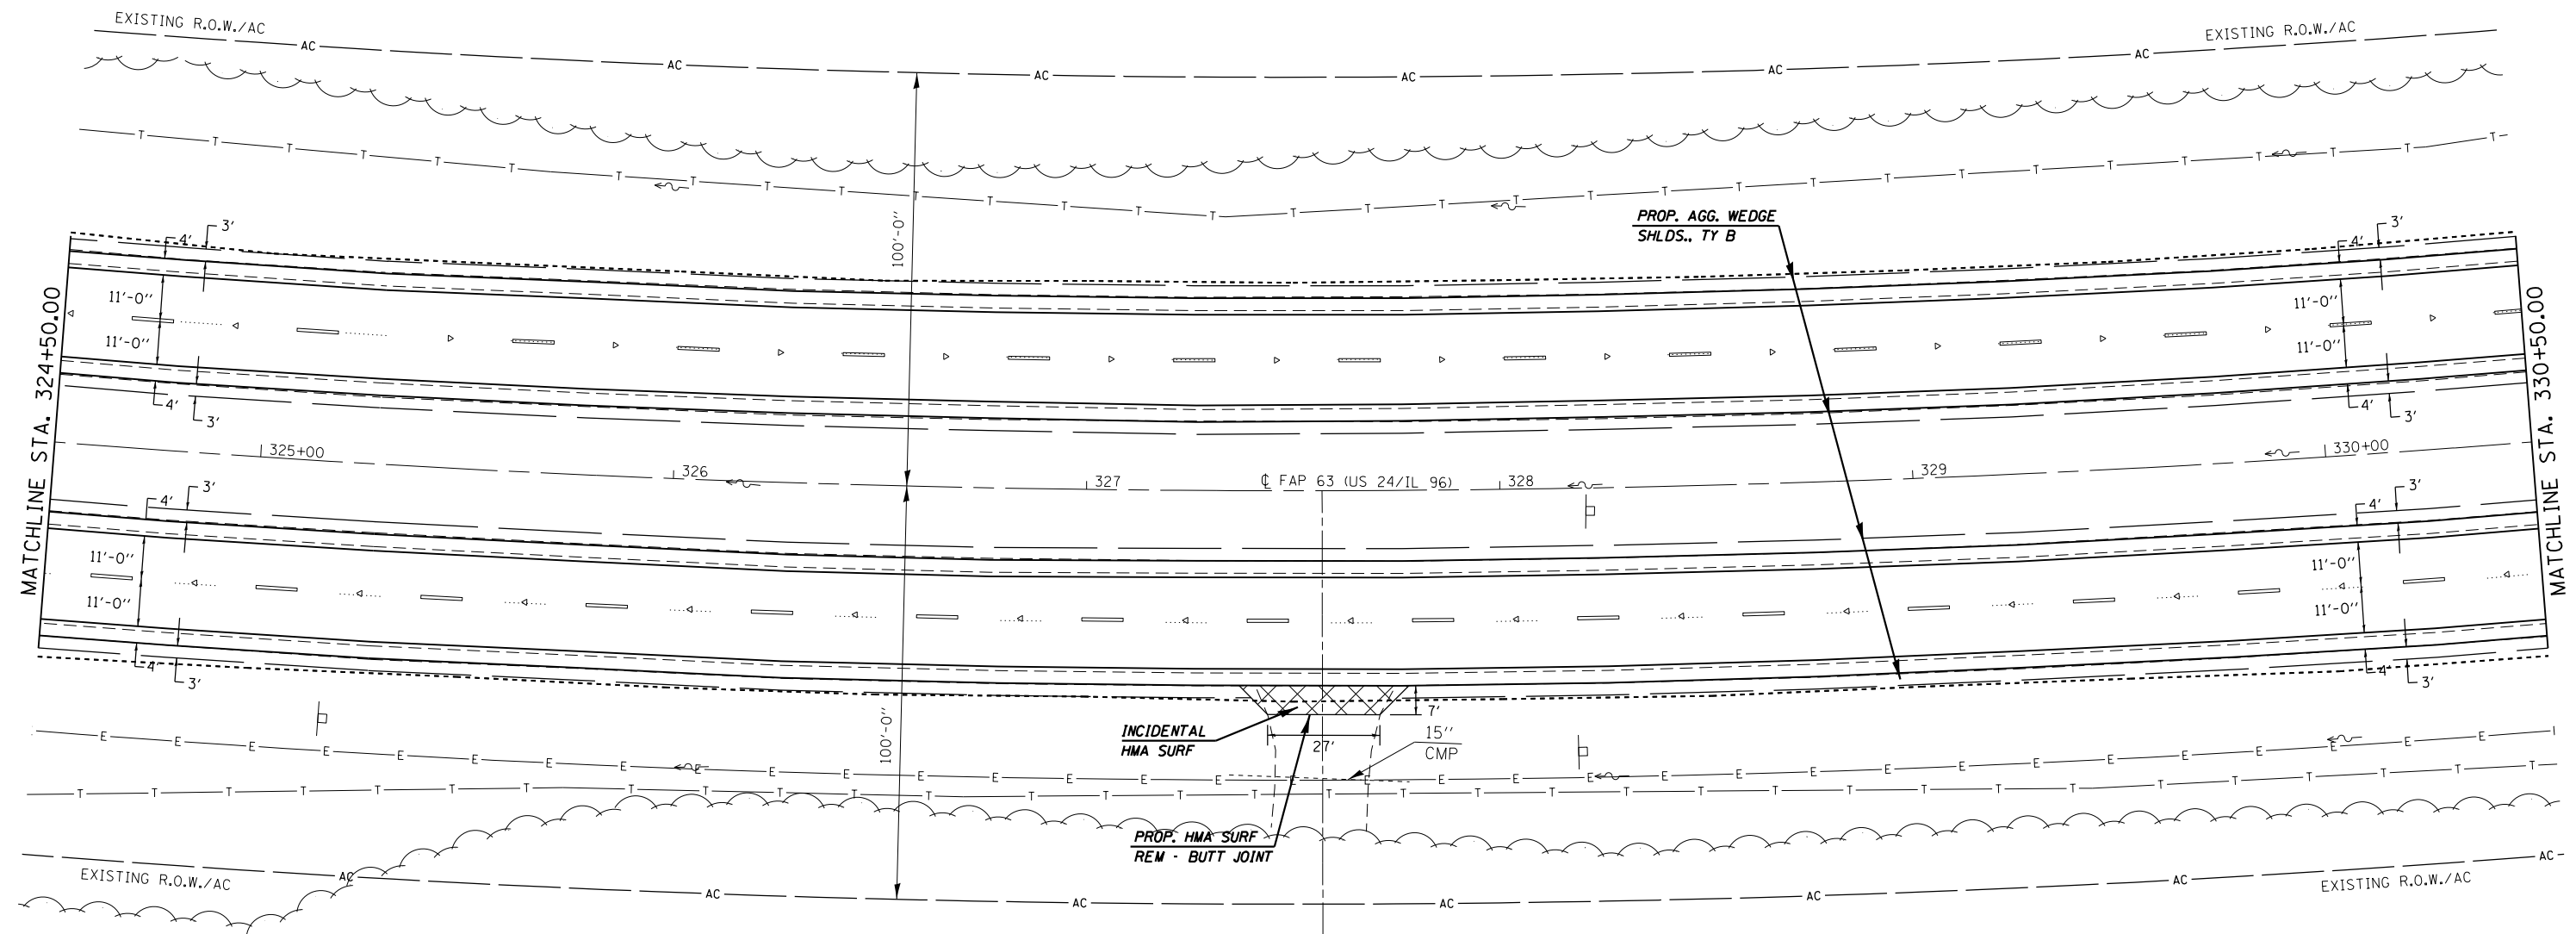 EXISTING R.O.W./AC
EXISTING R.O.W./AC
AC AC AC AC AC AC
T T T T T T T T T T T T T T T T T T T T T T T T T T T T T T T T
100'-0"
PROP. AGG. WEDGE
SHLDS., TY B
4' 3'
4' 3'
11'-0"
11'-0"
11'-0"
11'-0"
4' 3'
4' 3'
MATCHLINE STA. 324+50.00
MATCHLINE STA. 330+50.00
325+00
326
327
℄ FAP 63 (US 24/IL 96)
328
329
330+00
4' 3'
4' 3'
11'-0"
11'-0"
11'-0"
11'-0"
4' 3'
4' 3'
100'-0"
INCIDENTAL
HMA SURF
7'
27'
15"
CMP
E E E E E E E E E E E E E E E E E E E E E E E E E E E E E E E E E
T T T T T T T T T T T T T T T T T T T T T T T T T T T T T T T T
PROP. HMA SURF
REM - BUTT JOINT
EXISTING R.O.W./AC
AC AC AC AC AC AC AC
EXISTING R.O.W./AC